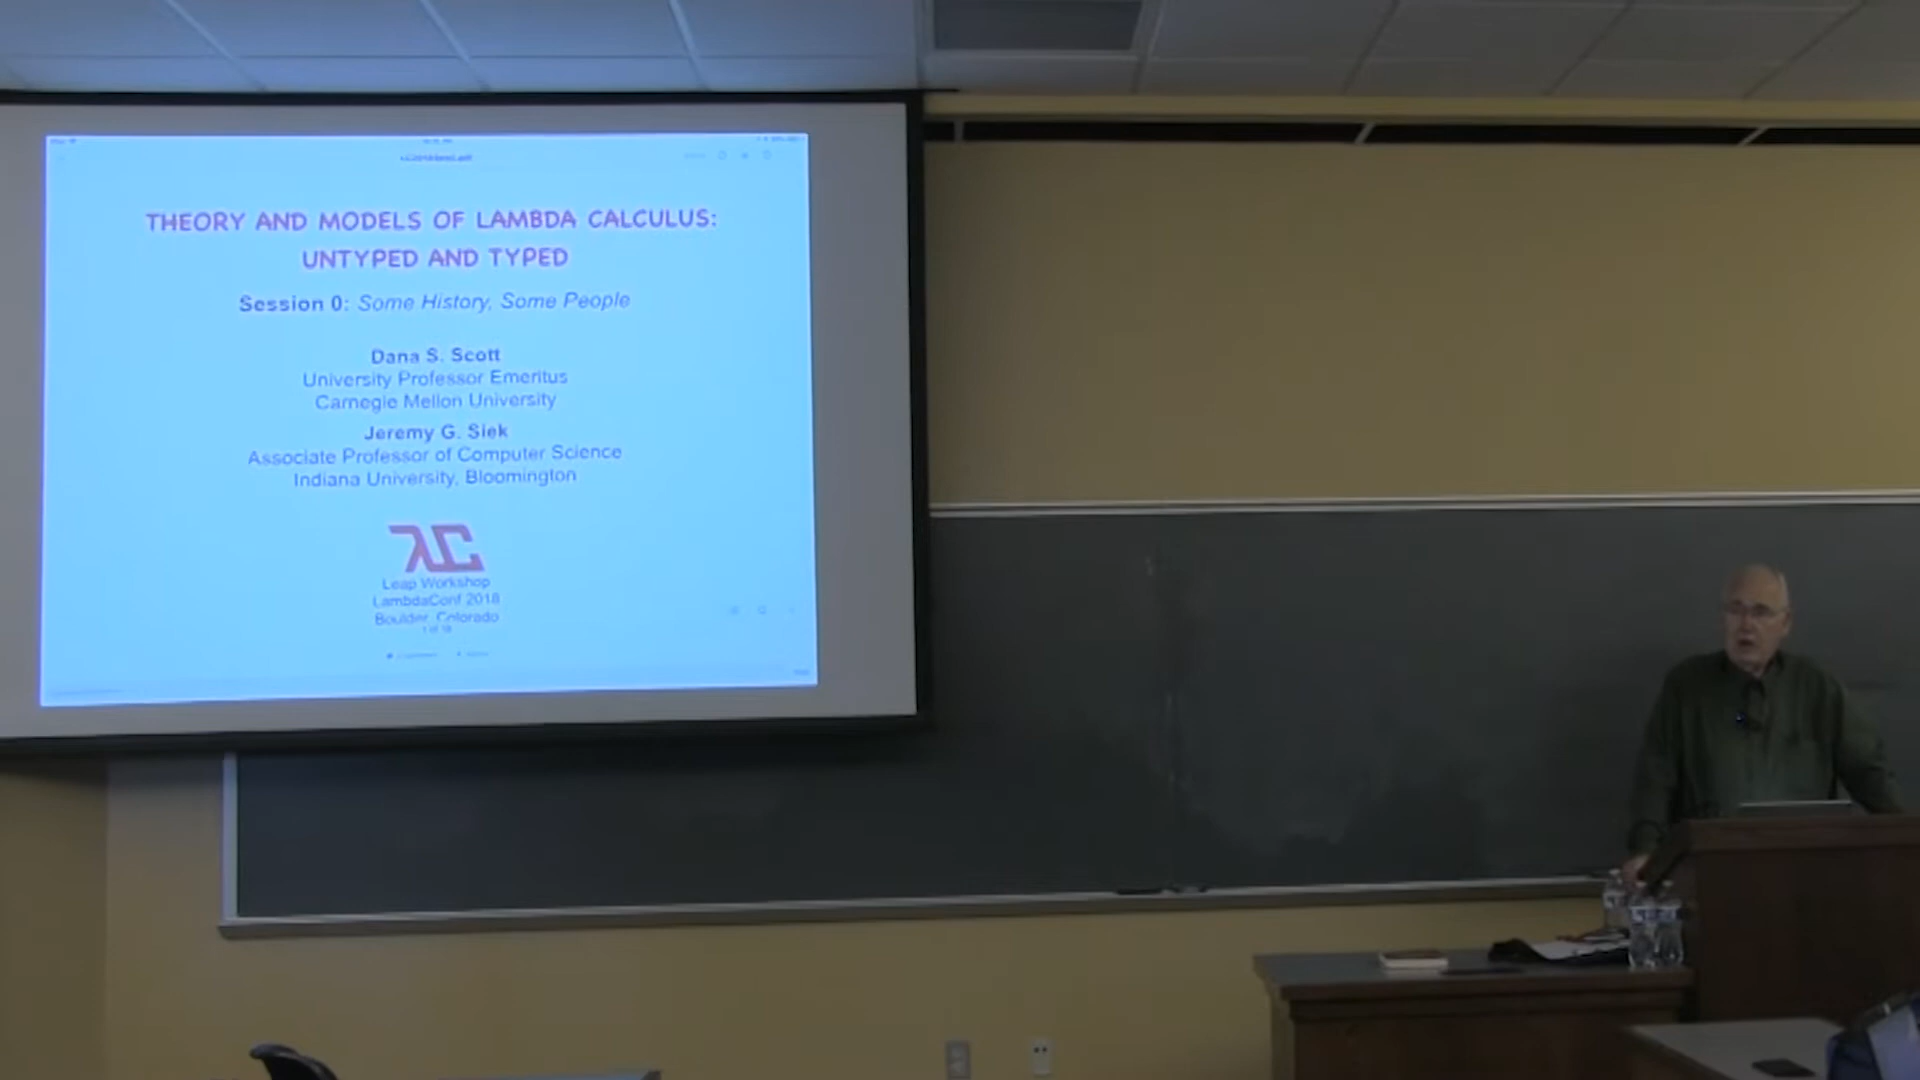 THEORY AND MODELS OF LAMBDA CALCULUS:
UNTYPED AND TYPED
Session 0: Some History, Some People
Dana S. Scott
University Professor Emeritus
Carnegie Mellon University
Jeremy G. Siek
Associate Professor of Computer Science
Indiana University, Bloomington
λC
Leap Workshop
LambdaConf 2018
Boulder, Colorado